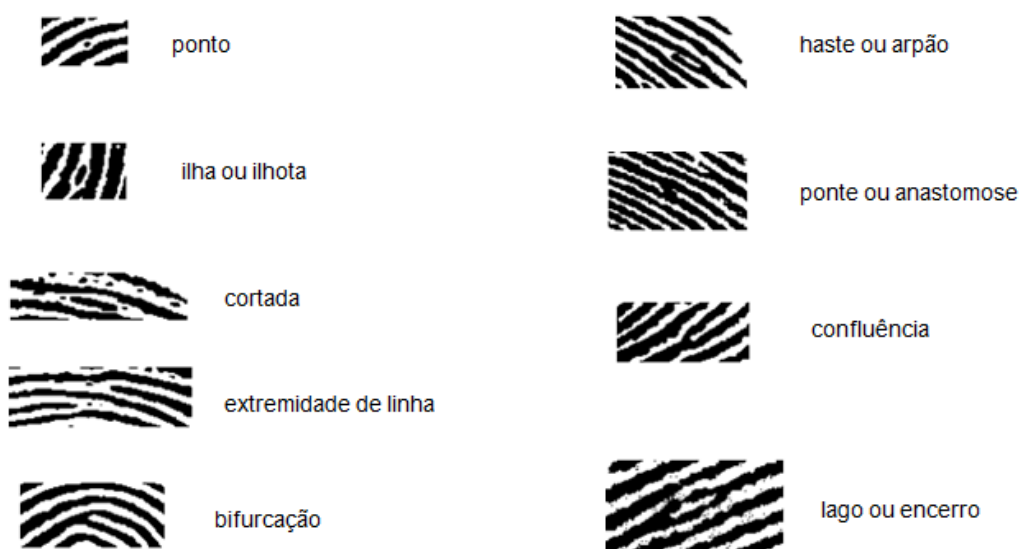 ponto
ilha ou ilhota
cortada
extremidade de linha
bifurcação
haste ou arpão
ponte ou anastomose
confluência
lago ou encerro